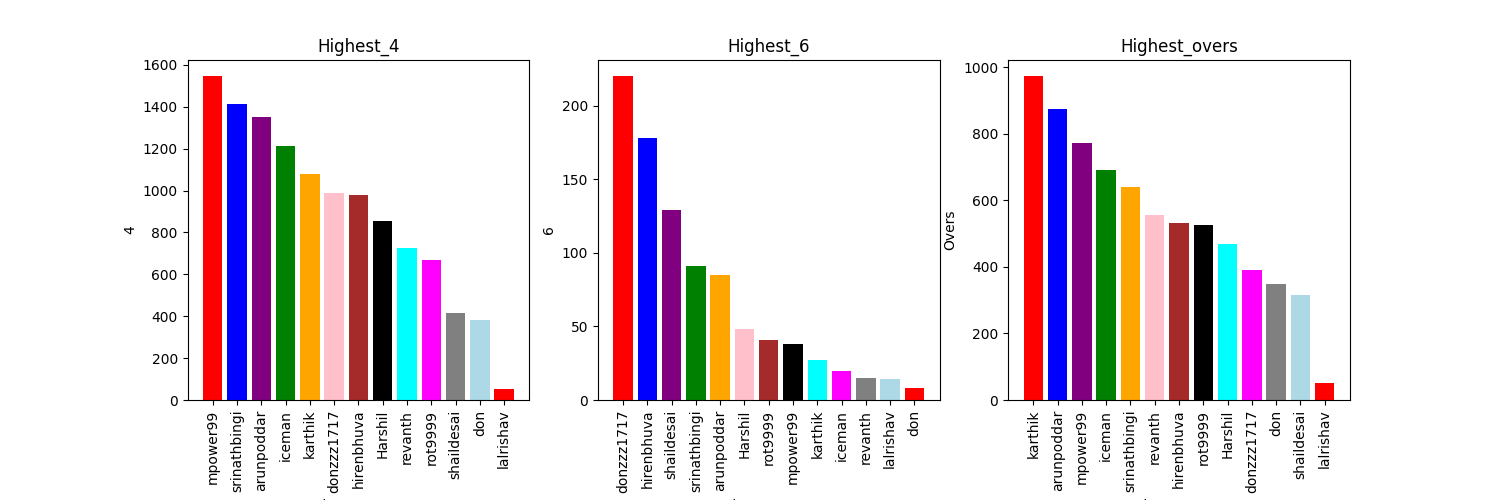 Highest_4
4
1600
1400
1200
1000
800
600
400
200
0
mpower99
srinathbingi
arunpoddar
iceman
karthik
donzzz1717
hirenbhuva
Harshil
revanth
rot9999
shaildesai
don
lalrishav
Highest_6
6
200
150
100
50
0
donzzz1717
hirenbhuva
shaildesai
srinathbingi
arunpoddar
Harshil
rot9999
mpower99
karthik
iceman
revanth
lalrishav
don
Highest_overs
Overs
1000
800
600
400
200
0
karthik
arunpoddar
mpower99
iceman
srinathbingi
revanth
hirenbhuva
rot9999
Harshil
donzzz1717
don
shaildesai
lalrishav